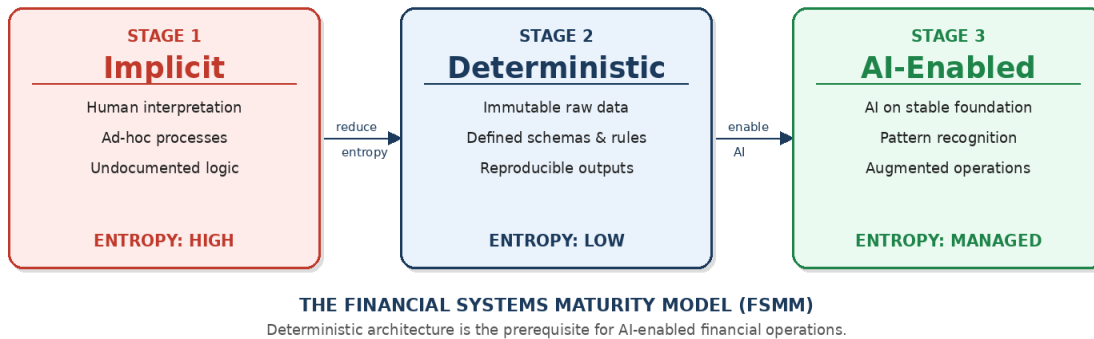 STAGE 1
Implicit
Human interpretation
Ad-hoc processes
Undocumented logic
ENTROPY: HIGH
reduce
entropy
STAGE 2
Deterministic
Immutable raw data
Defined schemas & rules
Reproducible outputs
ENTROPY: LOW
enable
AI
STAGE 3
AI-Enabled
AI on stable foundation
Pattern recognition
Augmented operations
ENTROPY: MANAGED
THE FINANCIAL SYSTEMS MATURITY MODEL (FSMM)
Deterministic architecture is the prerequisite for AI-enabled financial operations.